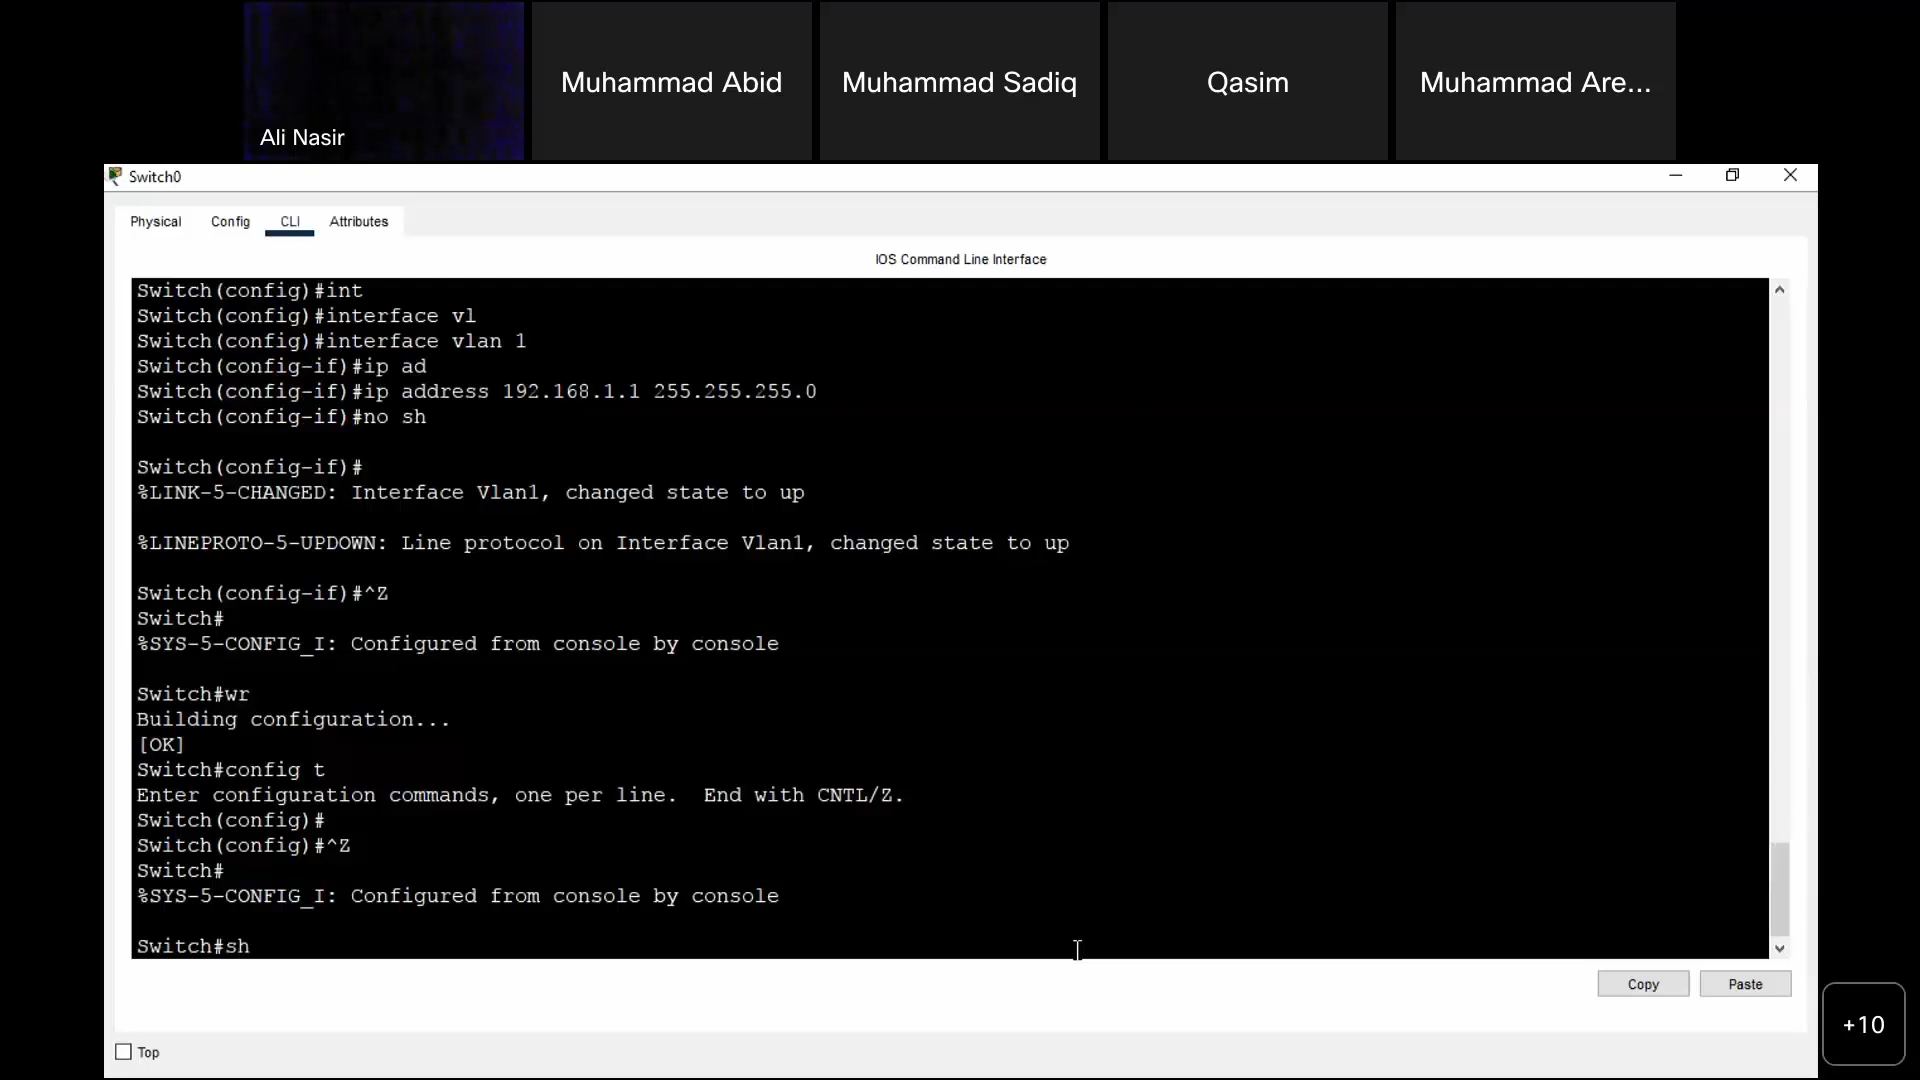 Ali Nasir
Muhammad Abid
Muhammad Sadiq
Qasim
Muhammad Are...
Switch0
Physical Config CLI Attributes
IOS Command Line Interface
Switch(config)#int
Switch(config)#interface vl
Switch(config)#interface vlan 1
Switch(config-if)#ip ad
Switch(config-if)#ip address 192.168.1.1 255.255.255.0
Switch(config-if)#no sh
Switch(config-if)#
%LINK-5-CHANGED: Interface Vlan1, changed state to up
%LINEPROTO-5-UPDOWN: Line protocol on Interface Vlan1, changed state to up
Switch(config-if)#^Z
Switch#
%SYS-5-CONFIG_I: Configured from console by console
Switch#wr
Building configuration...
[OK]
Switch#config t
Enter configuration commands, one per line.  End with CNTL/Z.
Switch(config)#
Switch(config)#^Z
Switch#
%SYS-5-CONFIG_I: Configured from console by console
Switch#sh
Copy Paste
+10
Top